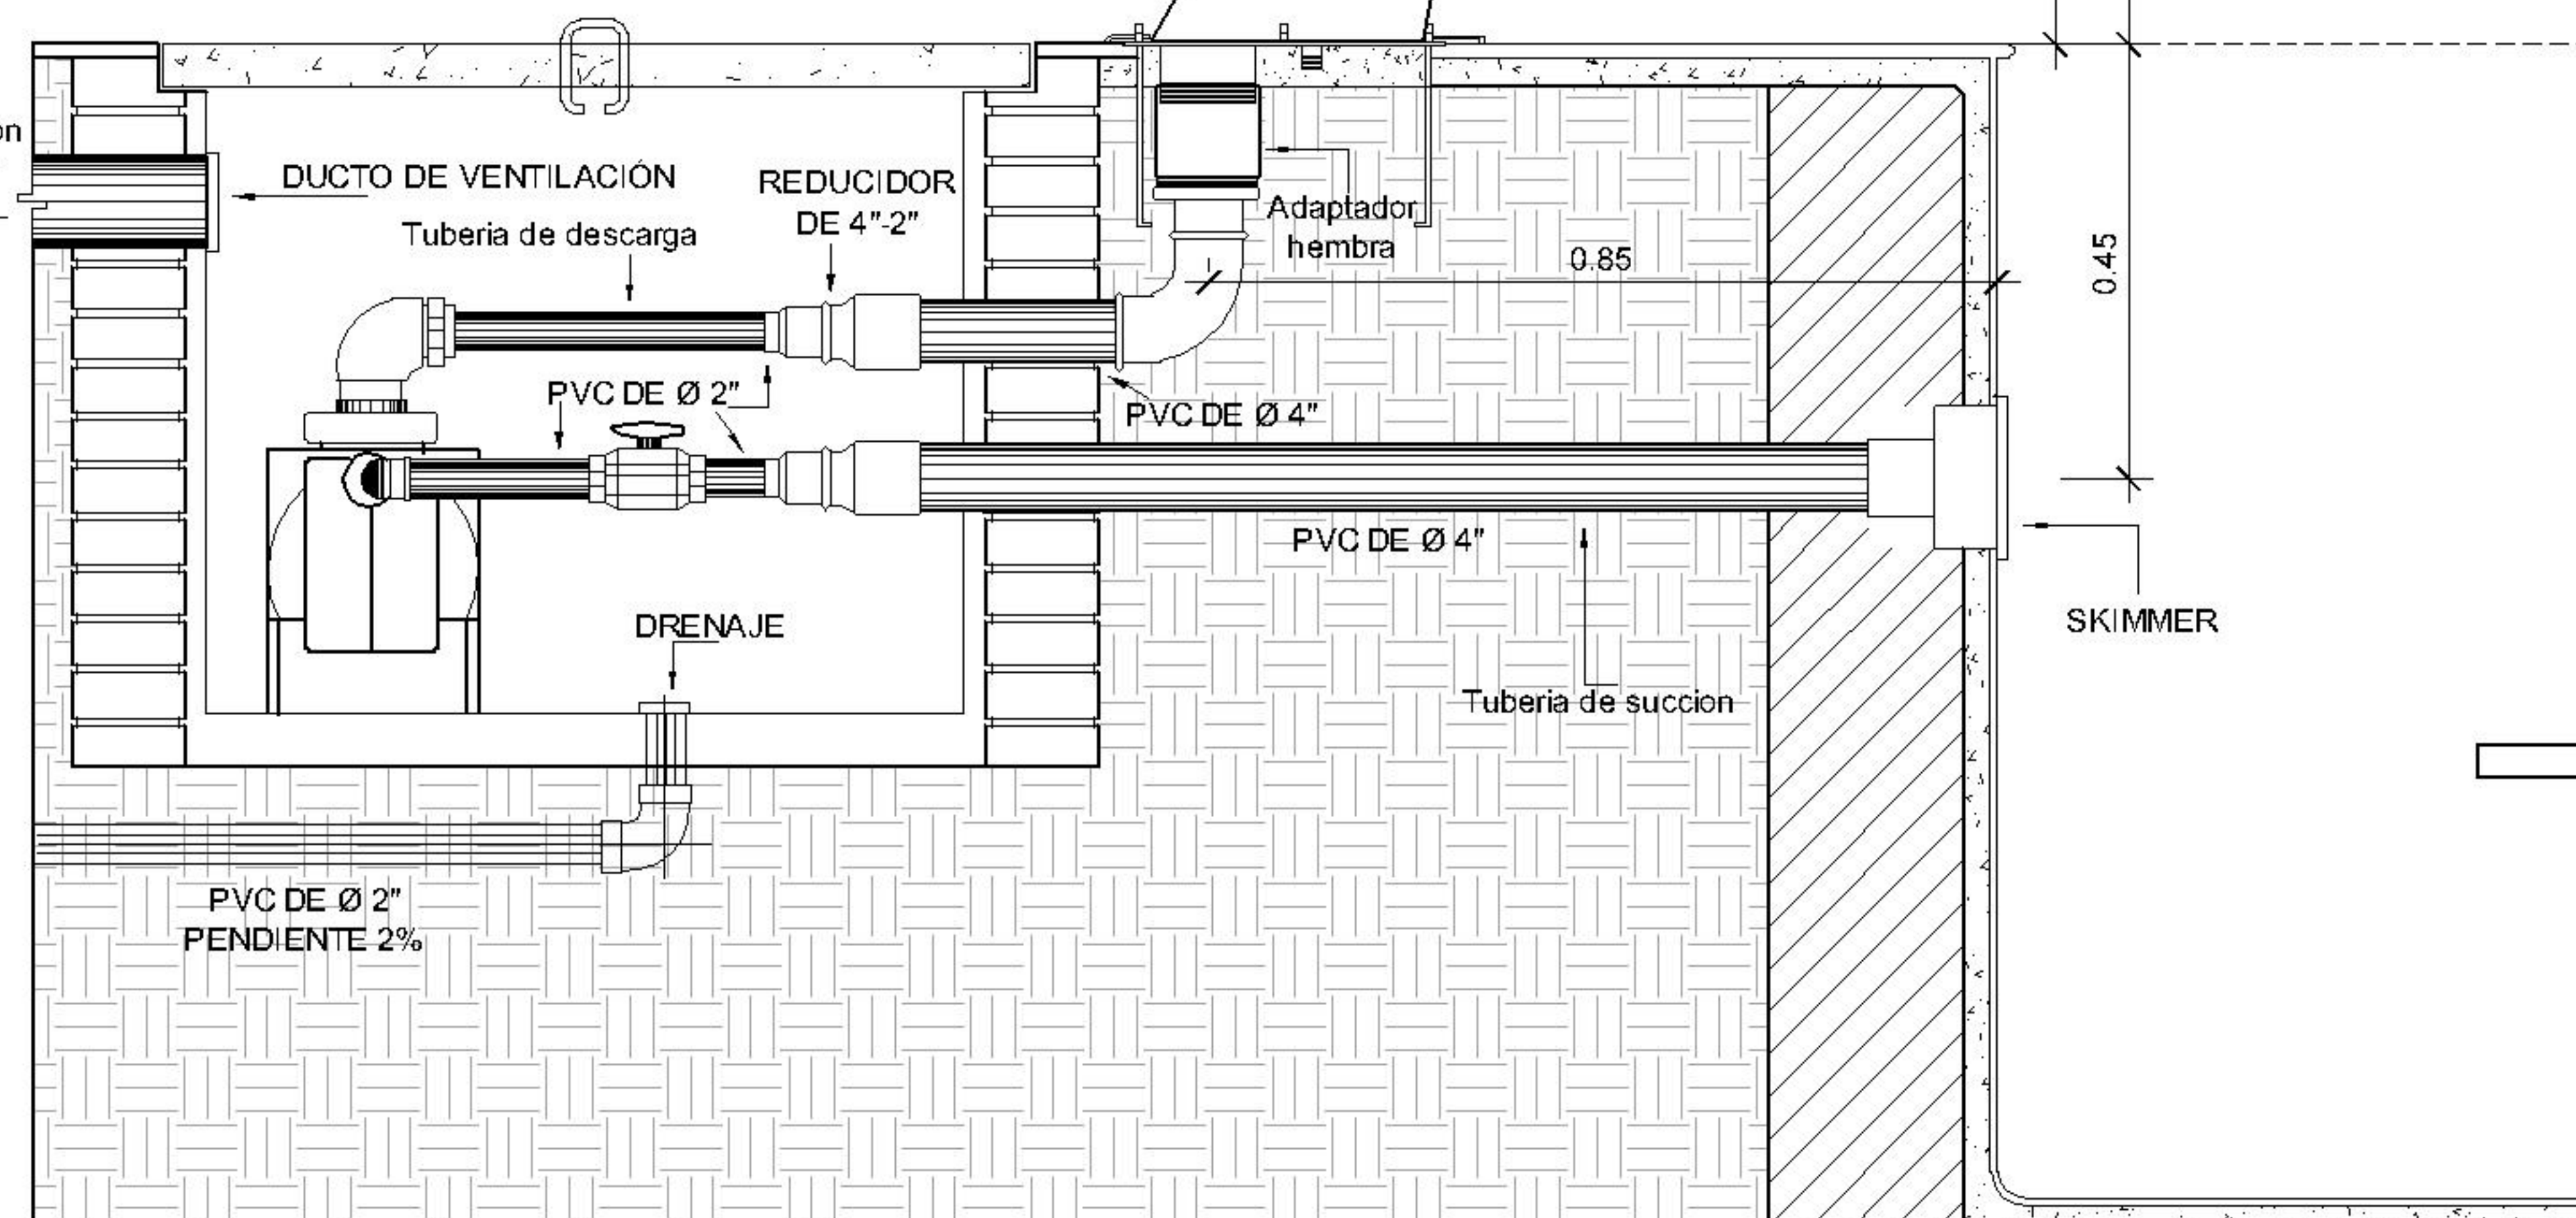 on
DUCTO DE VENTILACIÓN
REDUCIDOR
DE 4"-2"
Tuberia de descarga
Adaptador
hembra
0.85
0.45
PVC DE Ø 2"
PVC DE Ø 4"
PVC DE Ø 4"
DRENAJE
SKIMMER
Tuberia de succion
PVC DE Ø 2"
PENDIENTE 2%